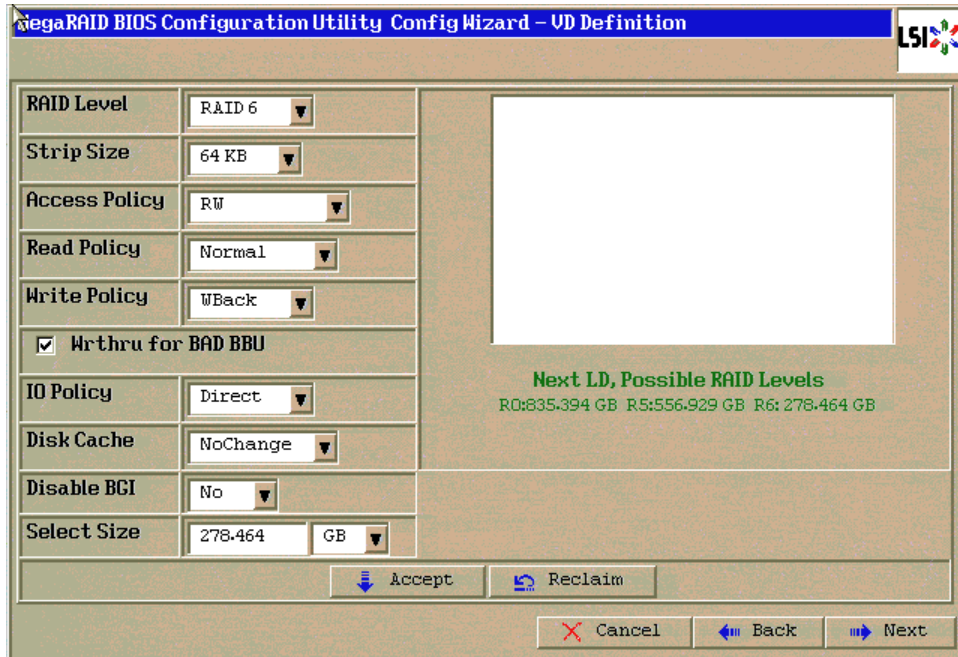 MegaRAID BIOS Configuration Utility Config Wizard – VD Definition
LSI
RAID Level
RAID 6
Strip Size
64 KB
Access Policy
RW
Read Policy
Normal
Write Policy
WBack
Wrthru for BAD BBU
IO Policy
Direct
Disk Cache
NoChange
Disable BGI
No
Select Size
278.464
GB
Next LD, Possible RAID Levels
R0:835.394 GB R5:556.929 GB R6: 278.464 GB
Accept
Reclaim
Cancel
Back
Next